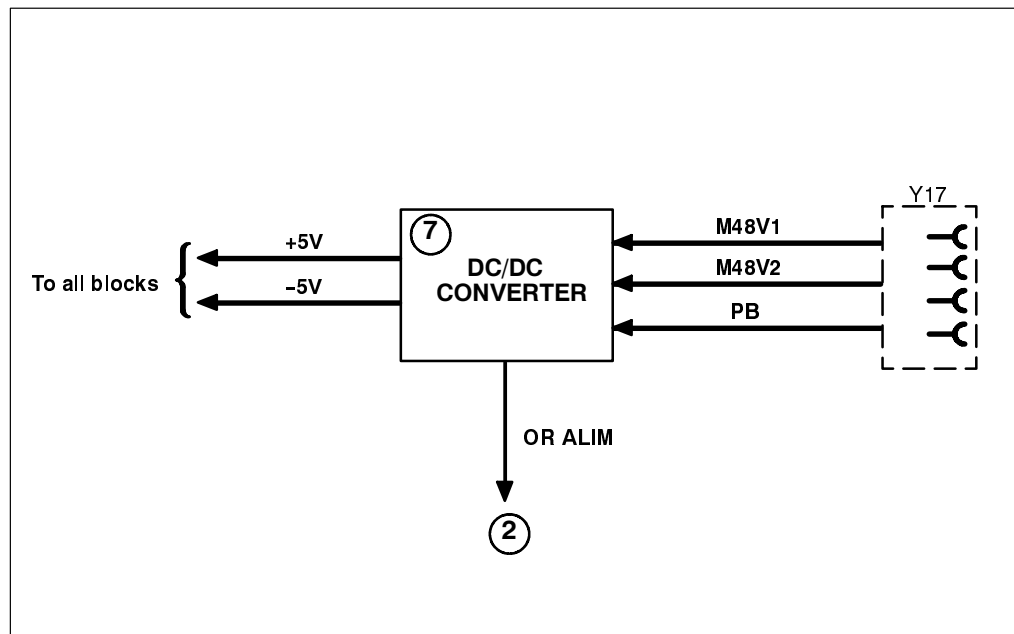 Y17
7
DC/DC
CONVERTER
M48V1
M48V2
PB
+5V
–5V
To all blocks
OR ALIM
2